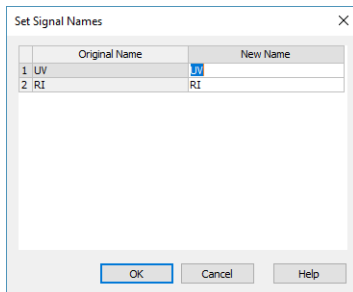 Set Signal Names
Original Name New Name
1 UV UV
2 RI RI
OK Cancel Help